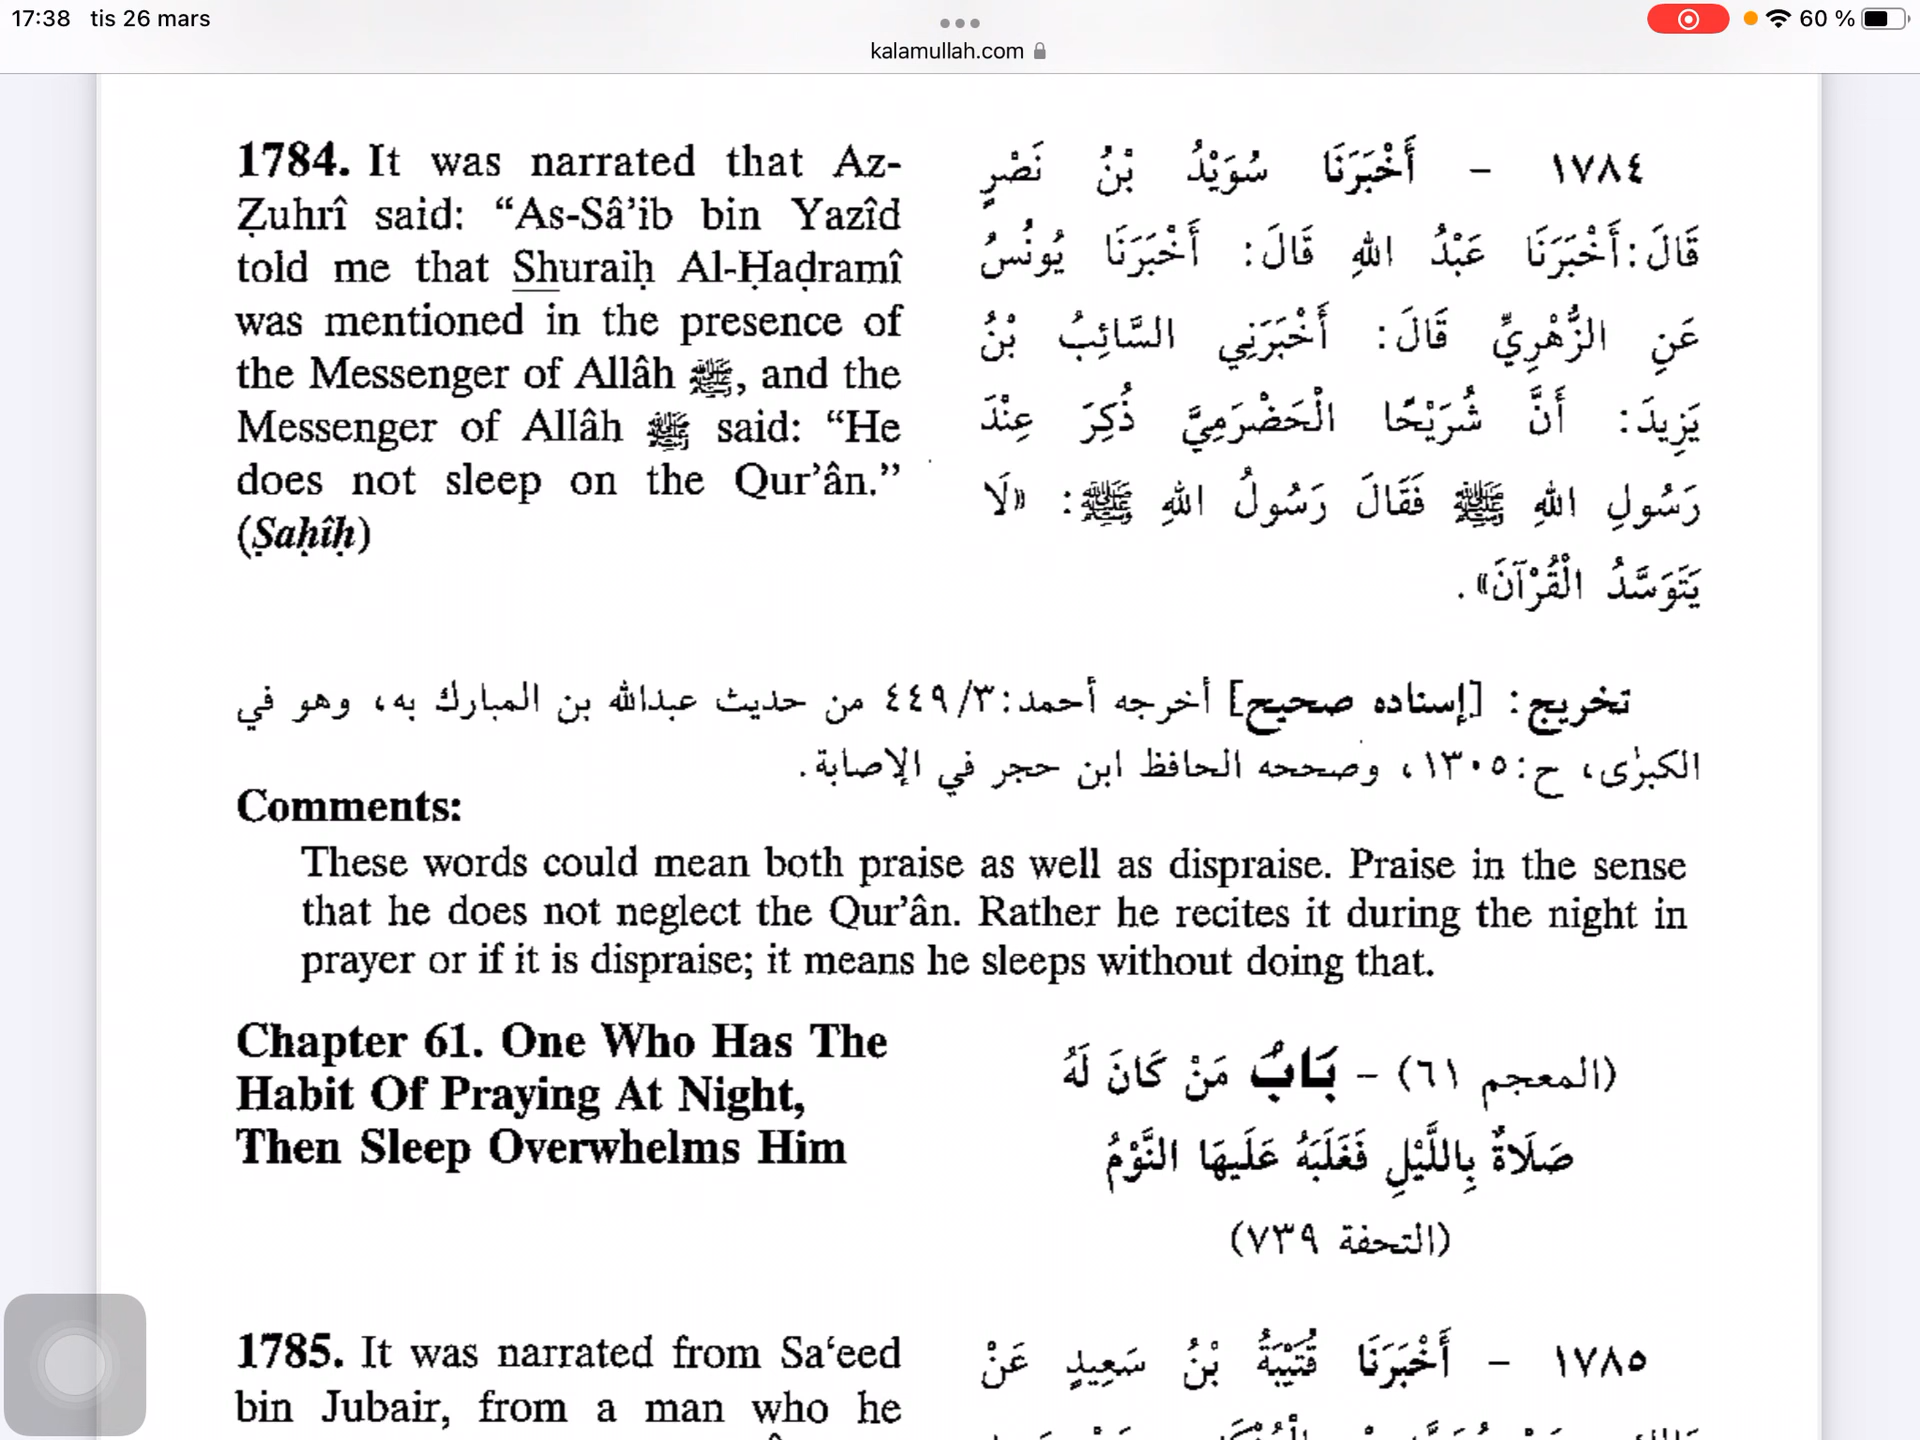 17:38 tis 26 mars
60 %
kalamullah.com
1784. It was narrated that Az-
Ẓuhrî said: “As-Sâ’ib bin Yazîd
told me that Shuraiḥ Al-Ḥaḍramî
was mentioned in the presence of
the Messenger of Allâh ﷺ, and the
Messenger of Allâh ﷺ said: “He
does not sleep on the Qur’ân.”
(Ṣaḥîḥ)
١٧٨٤ - أَخْبَرَنَا سُوَيْدُ بْنُ نَصْرٍ
قَالَ: أَخْبَرَنَا عَبْدُ اللهِ قَالَ: أَخْبَرَنَا يُونُسُ
عَنِ الزُّهْرِيِّ قَالَ: أَخْبَرَنِي السَّائِبُ بْنُ
يَزِيدَ: أَنَّ شُرَيْحًا الْحَضْرَمِيَّ ذُكِرَ عِنْدَ
رَسُولِ اللهِ ﷺ فَقَالَ رَسُولُ اللهِ ﷺ: «لَا
يَتَوَسَّدُ الْقُرْآنَ».
تخريج: [إسناده صحيح] أخرجه أحمد: ٣/ ٤٤٩ من حديث عبدالله بن المبارك به، وهو في
الكبرٰى، ح: ١٣٠٥، وصححه الحافظ ابن حجر في الإصابة.
Comments:
These words could mean both praise as well as dispraise. Praise in the sense
that he does not neglect the Qur’ân. Rather he recites it during the night in
prayer or if it is dispraise; it means he sleeps without doing that.
Chapter 61. One Who Has The
Habit Of Praying At Night,
Then Sleep Overwhelms Him
(المعجم ٦١) - بَابُ مَنْ كَانَ لَهُ
صَلَاةٌ بِاللَّيْلِ فَغَلَبَهُ عَلَيهَا النَّوْمُ
(التحفة ٧٣٩)
1785. It was narrated from Sa‘eed
bin Jubair, from a man who he
١٧٨٥ - أَخْبَرَنَا قُتَيْبَةُ بْنُ سَعِيدٍ عَنْ